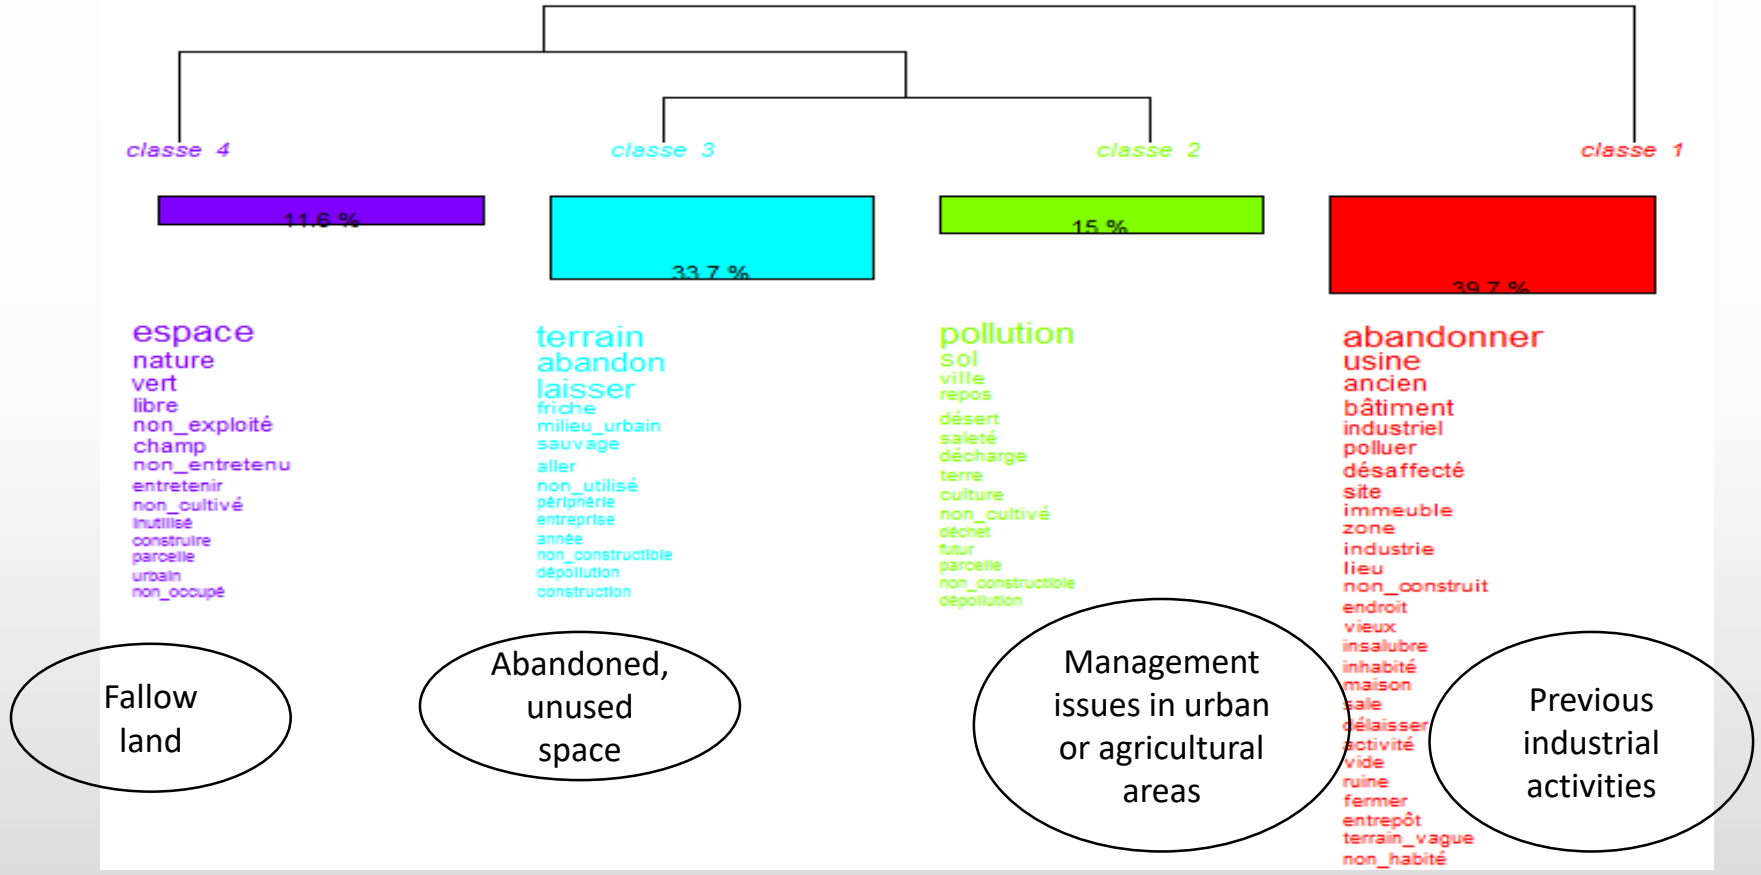 classe 4
classe 3
classe 2
classe 1
11.6 %
33.7 %
15 %
39.7 %
espace
nature
vert
libre
non_exploité
champ
non_entretenu
entretenir
non_cultivé
inutilisé
construire
parcelle
urbain
non_occupé
terrain
abandon
laisser
friche
milieu_urbain
sauvage
aller
non_utilisé
périphérie
entreprise
année
non_constructible
dépollution
construction
pollution
sol
ville
repos
désert
saleté
décharge
terre
culture
non_cultivé
déchet
futur
parcelle
non_constructible
dépollution
abandonner
usine
ancien
bâtiment
industriel
polluer
désaffecté
site
immeuble
zone
industrie
lieu
non_construit
endroit
vieux
insalubre
inhabité
maison
sale
délaisser
activité
vide
ruine
fermer
entrepôt
terrain_vague
non_habité
Fallow
land
Abandoned,
unused
space
Management
issues in urban
or agricultural
areas
Previous
industrial
activities